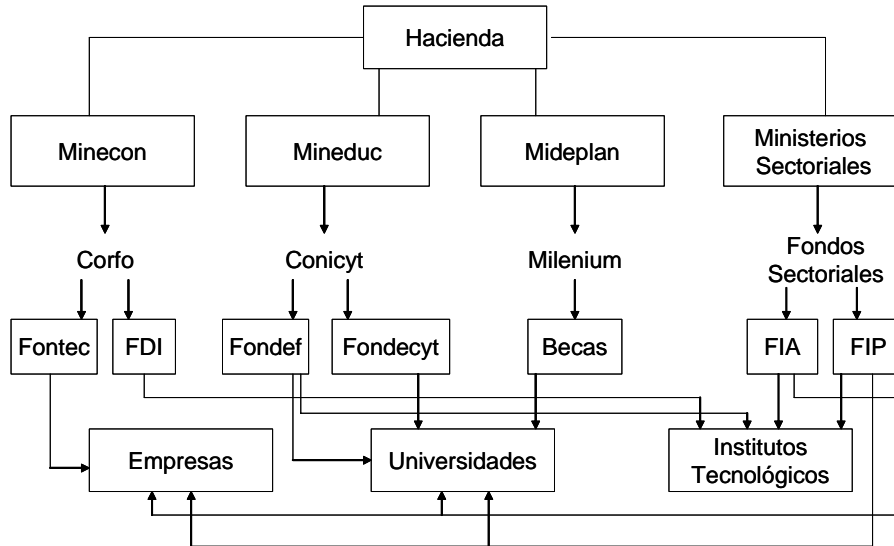 Hacienda
Minecon
Mineduc
Mideplan
Ministerios
Sectoriales
Corfo
Conicyt
Milenium
Fondos
Sectoriales
Fontec
FDI
Fondef
Fondecyt
Becas
FIA
FIP
Empresas
Universidades
Institutos
Tecnológicos